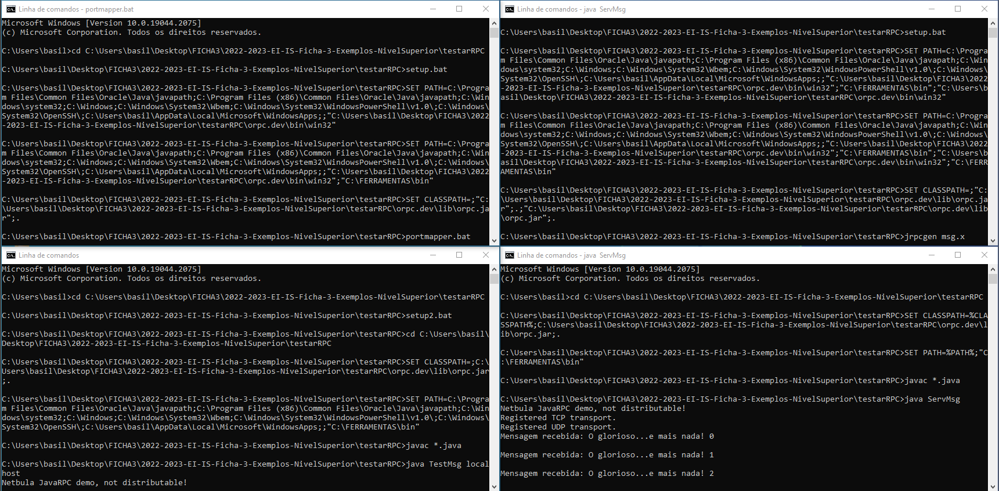 Linha de comandos - portmapper.bat
Microsoft Windows [Version 10.0.19044.2075]
(c) Microsoft Corporation. Todos os direitos reservados.
C:\Users\basil>cd C:\Users\basil\Desktop\FICHA3\2022-2023-EI-IS-Ficha-3-Exemplos-NivelSuperior\testarRPC
C:\Users\basil\Desktop\FICHA3\2022-2023-EI-IS-Ficha-3-Exemplos-NivelSuperior\testarRPC>setup.bat
C:\Users\basil\Desktop\FICHA3\2022-2023-EI-IS-Ficha-3-Exemplos-NivelSuperior\testarRPC>SET PATH=C:\Progra
m Files\Common Files\Oracle\Java\javapath;C:\Program Files (x86)\Common Files\Oracle\Java\javapath;C:\Win
dows\system32;C:\Windows;C:\Windows\System32\Wbem;C:\Windows\System32\WindowsPowerShell\v1.0\;C:\Windows\
System32\OpenSSH\;C:\Users\basil\AppData\Local\Microsoft\WindowsApps;;"C:\Users\basil\Desktop\FICHA3\2022
-2023-EI-IS-Ficha-3-Exemplos-NivelSuperior\testarRPC\orpc.dev\bin\win32"
C:\Users\basil\Desktop\FICHA3\2022-2023-EI-IS-Ficha-3-Exemplos-NivelSuperior\testarRPC>SET PATH=C:\Progra
m Files\Common Files\Oracle\Java\javapath;C:\Program Files (x86)\Common Files\Oracle\Java\javapath;C:\Win
dows\system32;C:\Windows;C:\Windows\System32\Wbem;C:\Windows\System32\WindowsPowerShell\v1.0\;C:\Windows\
System32\OpenSSH\;C:\Users\basil\AppData\Local\Microsoft\WindowsApps;;"C:\Users\basil\Desktop\FICHA3\2022
-2023-EI-IS-Ficha-3-Exemplos-NivelSuperior\testarRPC\orpc.dev\bin\win32";"C:\FERRAMENTAS\bin"
C:\Users\basil\Desktop\FICHA3\2022-2023-EI-IS-Ficha-3-Exemplos-NivelSuperior\testarRPC>SET CLASSPATH=;"C:
\Users\basil\Desktop\FICHA3\2022-2023-EI-IS-Ficha-3-Exemplos-NivelSuperior\testarRPC\orpc.dev\lib\orpc.ja
r";.
C:\Users\basil\Desktop\FICHA3\2022-2023-EI-IS-Ficha-3-Exemplos-NivelSuperior\testarRPC>portmapper.bat
Linha de comandos - java  ServMsg
C:\Users\basil\Desktop\FICHA3\2022-2023-EI-IS-Ficha-3-Exemplos-NivelSuperior\testarRPC>setup.bat
C:\Users\basil\Desktop\FICHA3\2022-2023-EI-IS-Ficha-3-Exemplos-NivelSuperior\testarRPC>SET PATH=C:\Progra
m Files\Common Files\Oracle\Java\javapath;C:\Program Files (x86)\Common Files\Oracle\Java\javapath;C:\Win
dows\system32;C:\Windows;C:\Windows\System32\Wbem;C:\Windows\System32\WindowsPowerShell\v1.0\;C:\Windows\
System32\OpenSSH\;C:\Users\basil\AppData\Local\Microsoft\WindowsApps;;"C:\Users\basil\Desktop\FICHA3\2022
-2023-EI-IS-Ficha-3-Exemplos-NivelSuperior\testarRPC\orpc.dev\bin\win32";"C:\FERRAMENTAS\bin";"C:\Users\b
asil\Desktop\FICHA3\2022-2023-EI-IS-Ficha-3-Exemplos-NivelSuperior\testarRPC\orpc.dev\bin\win32"
C:\Users\basil\Desktop\FICHA3\2022-2023-EI-IS-Ficha-3-Exemplos-NivelSuperior\testarRPC>SET PATH=C:\Progra
m Files\Common Files\Oracle\Java\javapath;C:\Program Files (x86)\Common Files\Oracle\Java\javapath;C:\Win
dows\system32;C:\Windows;C:\Windows\System32\Wbem;C:\Windows\System32\WindowsPowerShell\v1.0\;C:\Windows\
System32\OpenSSH\;C:\Users\basil\AppData\Local\Microsoft\WindowsApps;;"C:\Users\basil\Desktop\FICHA3\2022
-2023-EI-IS-Ficha-3-Exemplos-NivelSuperior\testarRPC\orpc.dev\bin\win32";"C:\FERRAMENTAS\bin";"C:\Users\b
asil\Desktop\FICHA3\2022-2023-EI-IS-Ficha-3-Exemplos-NivelSuperior\testarRPC\orpc.dev\bin\win32";"C:\FERR
AMENTAS\bin"
C:\Users\basil\Desktop\FICHA3\2022-2023-EI-IS-Ficha-3-Exemplos-NivelSuperior\testarRPC>SET CLASSPATH=;"C:
\Users\basil\Desktop\FICHA3\2022-2023-EI-IS-Ficha-3-Exemplos-NivelSuperior\testarRPC\orpc.dev\lib\orpc.ja
r";.;"C:\Users\basil\Desktop\FICHA3\2022-2023-EI-IS-Ficha-3-Exemplos-NivelSuperior\testarRPC\orpc.dev\lib
\orpc.jar";.
C:\Users\basil\Desktop\FICHA3\2022-2023-EI-IS-Ficha-3-Exemplos-NivelSuperior\testarRPC>jrpcgen msg.x
Linha de comandos
Microsoft Windows [Version 10.0.19044.2075]
(c) Microsoft Corporation. Todos os direitos reservados.
C:\Users\basil>cd C:\Users\basil\Desktop\FICHA3\2022-2023-EI-IS-Ficha-3-Exemplos-NivelSuperior\testarRPC
C:\Users\basil\Desktop\FICHA3\2022-2023-EI-IS-Ficha-3-Exemplos-NivelSuperior\testarRPC>setup2.bat
C:\Users\basil\Desktop\FICHA3\2022-2023-EI-IS-Ficha-3-Exemplos-NivelSuperior\testarRPC>cd C:\Users\basil\
Desktop\FICHA3\2022-2023-EI-IS-Ficha-3-Exemplos-NivelSuperior\testarRPC
C:\Users\basil\Desktop\FICHA3\2022-2023-EI-IS-Ficha-3-Exemplos-NivelSuperior\testarRPC>SET CLASSPATH=;C:\
Users\basil\Desktop\FICHA3\2022-2023-EI-IS-Ficha-3-Exemplos-NivelSuperior\testarRPC\orpc.dev\lib\orpc.jar
;.
C:\Users\basil\Desktop\FICHA3\2022-2023-EI-IS-Ficha-3-Exemplos-NivelSuperior\testarRPC>SET PATH=C:\Progra
m Files\Common Files\Oracle\Java\javapath;C:\Program Files (x86)\Common Files\Oracle\Java\javapath;C:\Win
dows\system32;C:\Windows;C:\Windows\System32\Wbem;C:\Windows\System32\WindowsPowerShell\v1.0\;C:\Windows\
System32\OpenSSH\;C:\Users\basil\AppData\Local\Microsoft\WindowsApps;;"C:\FERRAMENTAS\bin"
C:\Users\basil\Desktop\FICHA3\2022-2023-EI-IS-Ficha-3-Exemplos-NivelSuperior\testarRPC>javac *.java
C:\Users\basil\Desktop\FICHA3\2022-2023-EI-IS-Ficha-3-Exemplos-NivelSuperior\testarRPC>java TestMsg local
host
Netbula JavaRPC demo, not distributable!
Linha de comandos - java  ServMsg
Microsoft Windows [Version 10.0.19044.2075]
(c) Microsoft Corporation. Todos os direitos reservados.
C:\Users\basil>cd C:\Users\basil\Desktop\FICHA3\2022-2023-EI-IS-Ficha-3-Exemplos-NivelSuperior\testarRPC
C:\Users\basil\Desktop\FICHA3\2022-2023-EI-IS-Ficha-3-Exemplos-NivelSuperior\testarRPC>SET CLASSPATH=%CLA
SSPATH%;C:\Users\basil\Desktop\FICHA3\2022-2023-EI-IS-Ficha-3-Exemplos-NivelSuperior\testarRPC\orpc.dev\l
ib\orpc.jar;.
C:\Users\basil\Desktop\FICHA3\2022-2023-EI-IS-Ficha-3-Exemplos-NivelSuperior\testarRPC>SET PATH=%PATH%;"C
:\FERRAMENTAS\bin"
C:\Users\basil\Desktop\FICHA3\2022-2023-EI-IS-Ficha-3-Exemplos-NivelSuperior\testarRPC>javac *.java
C:\Users\basil\Desktop\FICHA3\2022-2023-EI-IS-Ficha-3-Exemplos-NivelSuperior\testarRPC>java ServMsg
Netbula JavaRPC demo, not distributable!
Registered TCP transport.
Registered UDP transport.
Mensagem recebida: O glorioso...e mais nada! 0
Mensagem recebida: O glorioso...e mais nada! 1
Mensagem recebida: O glorioso...e mais nada! 2